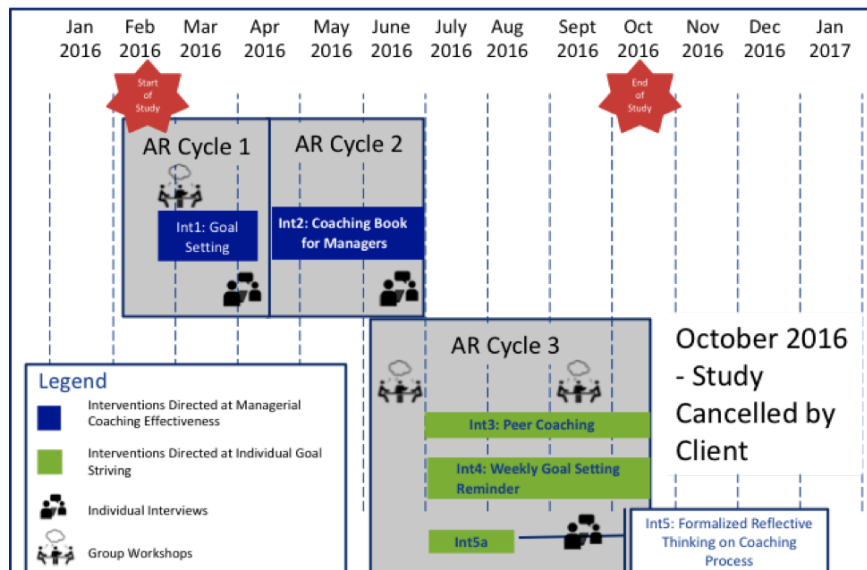 Jan Feb Mar Apr May June July Aug Sept Oct Nov Dec Jan
2016 2016 2016 2016 2016 2016 2016 2016 2016 2016 2016 2016 2017
Start
of
Study
End
of
Study
AR Cycle 1
AR Cycle 2
Int1: Goal
Setting
Int2: Coaching Book
for Managers
AR Cycle 3
Int3: Peer Coaching
Int4: Weekly Goal Setting
Reminder
Int5a
October 2016
- Study
Cancelled by
Client
Int5: Formalized Reflective
Thinking on Coaching
Process
Legend
Interventions Directed at Managerial
Coaching Effectiveness
Interventions Directed at Individual Goal
Striving
Individual Interviews
Group Workshops